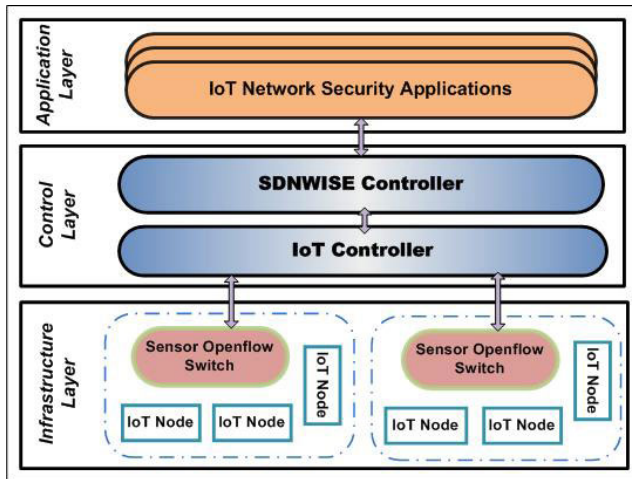 Application
Layer
IoT Network Security Applications
Control
Layer
SDNWISE Controller
IoT Controller
Infrastructure
Layer
Sensor Openflow
Switch
IoT Node
IoT Node
IoT Node
Sensor Openflow
Switch
IoT Node
IoT Node
IoT Node